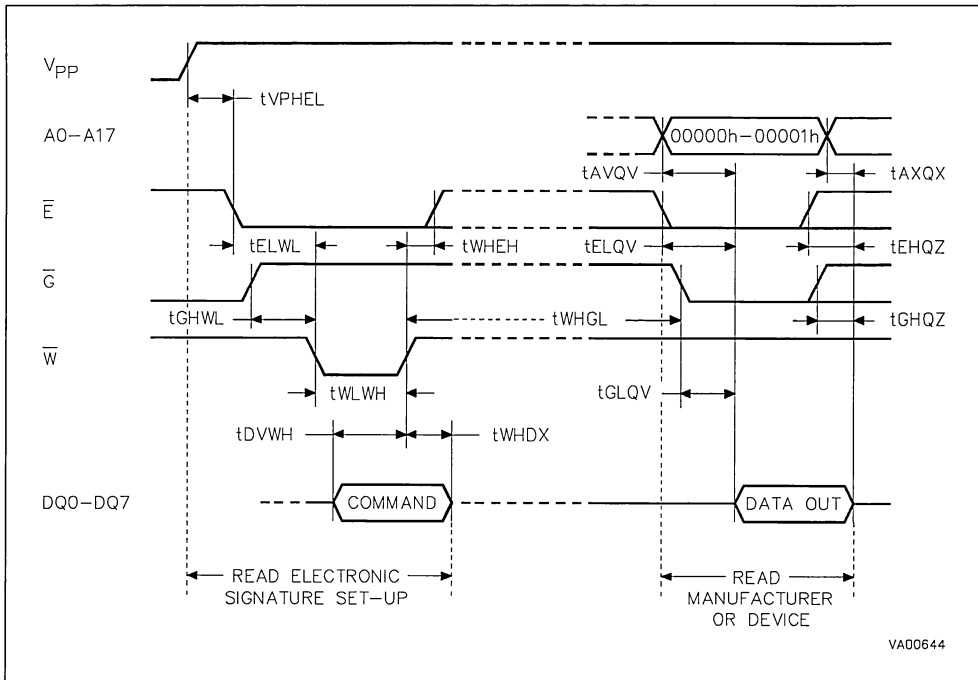 VPP
tVPHEL
A0-A17
00000h-00001h
tAVQV
tAXQX
E
tELWL
tWHEH
tELQV
tEHQZ
G
tGHWL
tWHGL
tGHQZ
W
tWLWH
tGLQV
tDVWH
tWHDX
DQ0-DQ7
COMMAND
DATA OUT
READ ELECTRONIC
SIGNATURE SET-UP
READ
MANUFACTURER
OR DEVICE
VA00644